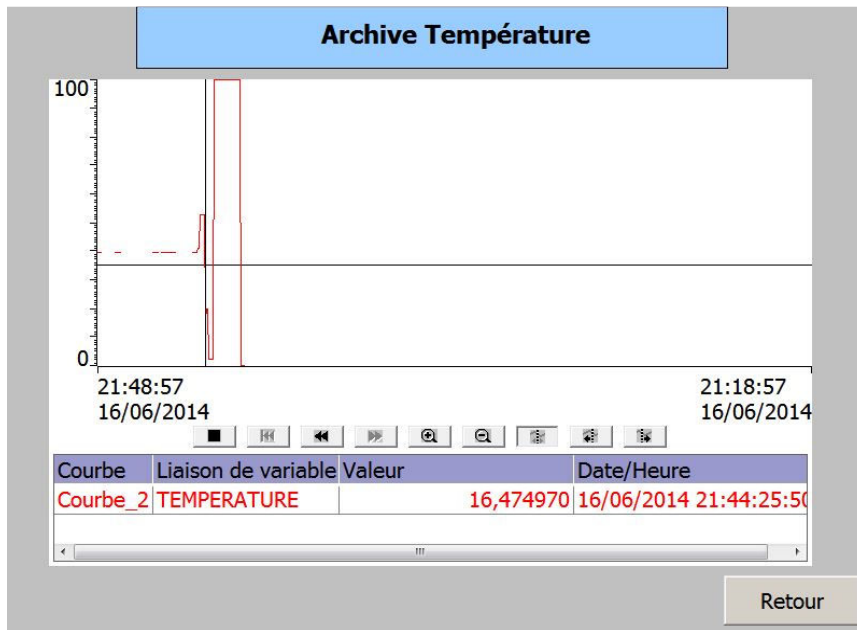 Archive Température
100
0
21:48:57 21:18:57
16/06/2014 16/06/2014
Courbe Liaison de variable Valeur Date/Heure
Courbe_2 TEMPERATURE 16,474970 16/06/2014 21:44:25:50
Retour